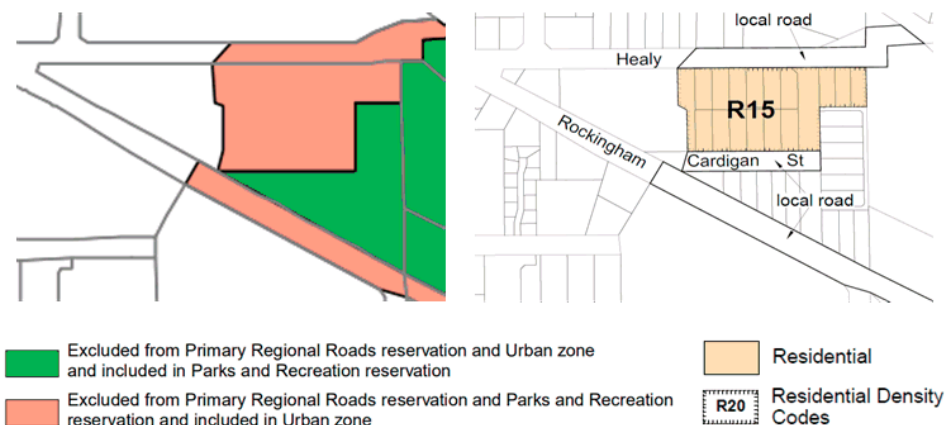 local road
Healy
R15
Rockingham
Cardigan St
local road
Excluded from Primary Regional Roads reservation and Urban zone
and included in Parks and Recreation reservation
Excluded from Primary Regional Roads reservation and Parks and Recreation
reservation and included in Urban zone
Residential
R20
Residential Density
Codes